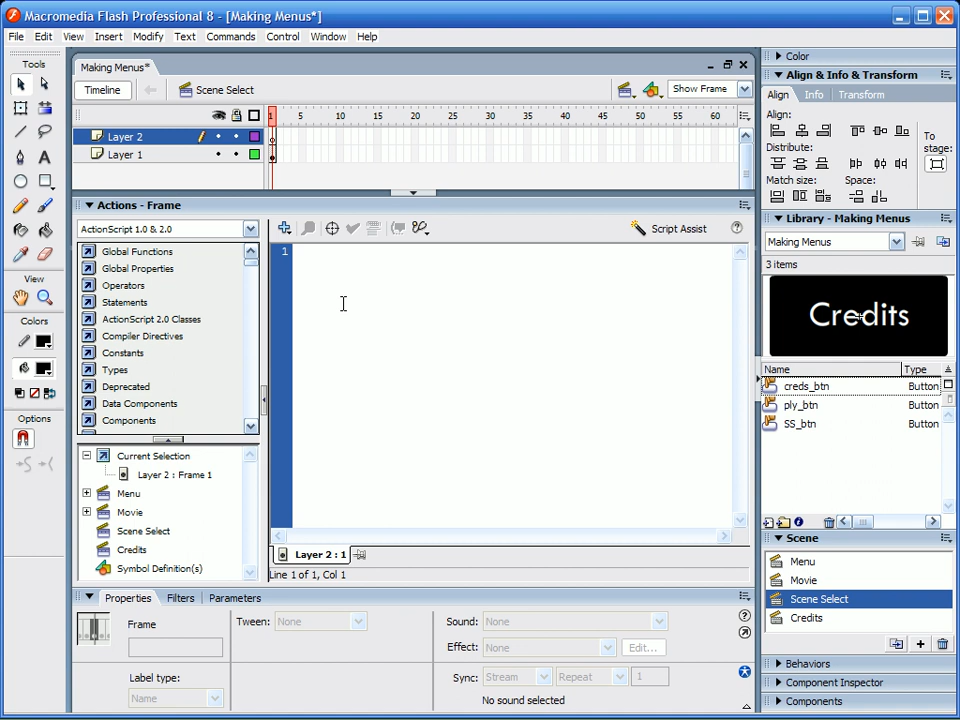 Macromedia Flash Professional 8 - [Making Menus*]
File Edit View Insert Modify Text Commands Control Window Help
Tools
View
Colors
Options
Making Menus*
Timeline
Scene Select
Show Frame
1 5 10 15 20 25 30 35 40 45 50 55 60
Layer 2
Layer 1
Actions - Frame
ActionScript 1.0 & 2.0
Script Assist
Global Functions
Global Properties
Operators
Statements
ActionScript 2.0 Classes
Compiler Directives
Constants
Types
Deprecated
Data Components
Components
1
Current Selection
Layer 2 : Frame 1
Menu
Movie
Scene Select
Credits
Symbol Definition(s)
Layer 2 : 1
Line 1 of 1, Col 1
Properties Filters Parameters
Frame
Label type:
Name
Tween: None
Sound: None
Effect: None Edit...
Sync: Stream Repeat 1
No sound selected
Color
Align & Info & Transform
Align Info Transform
Align:
Distribute:
Match size: Space:
To
stage:
Library - Making Menus
Making Menus
3 items
Credits
Name Type
creds_btn Button
ply_btn Button
SS_btn Button
Scene
Menu
Movie
Scene Select
Credits
Behaviors
Component Inspector
Components